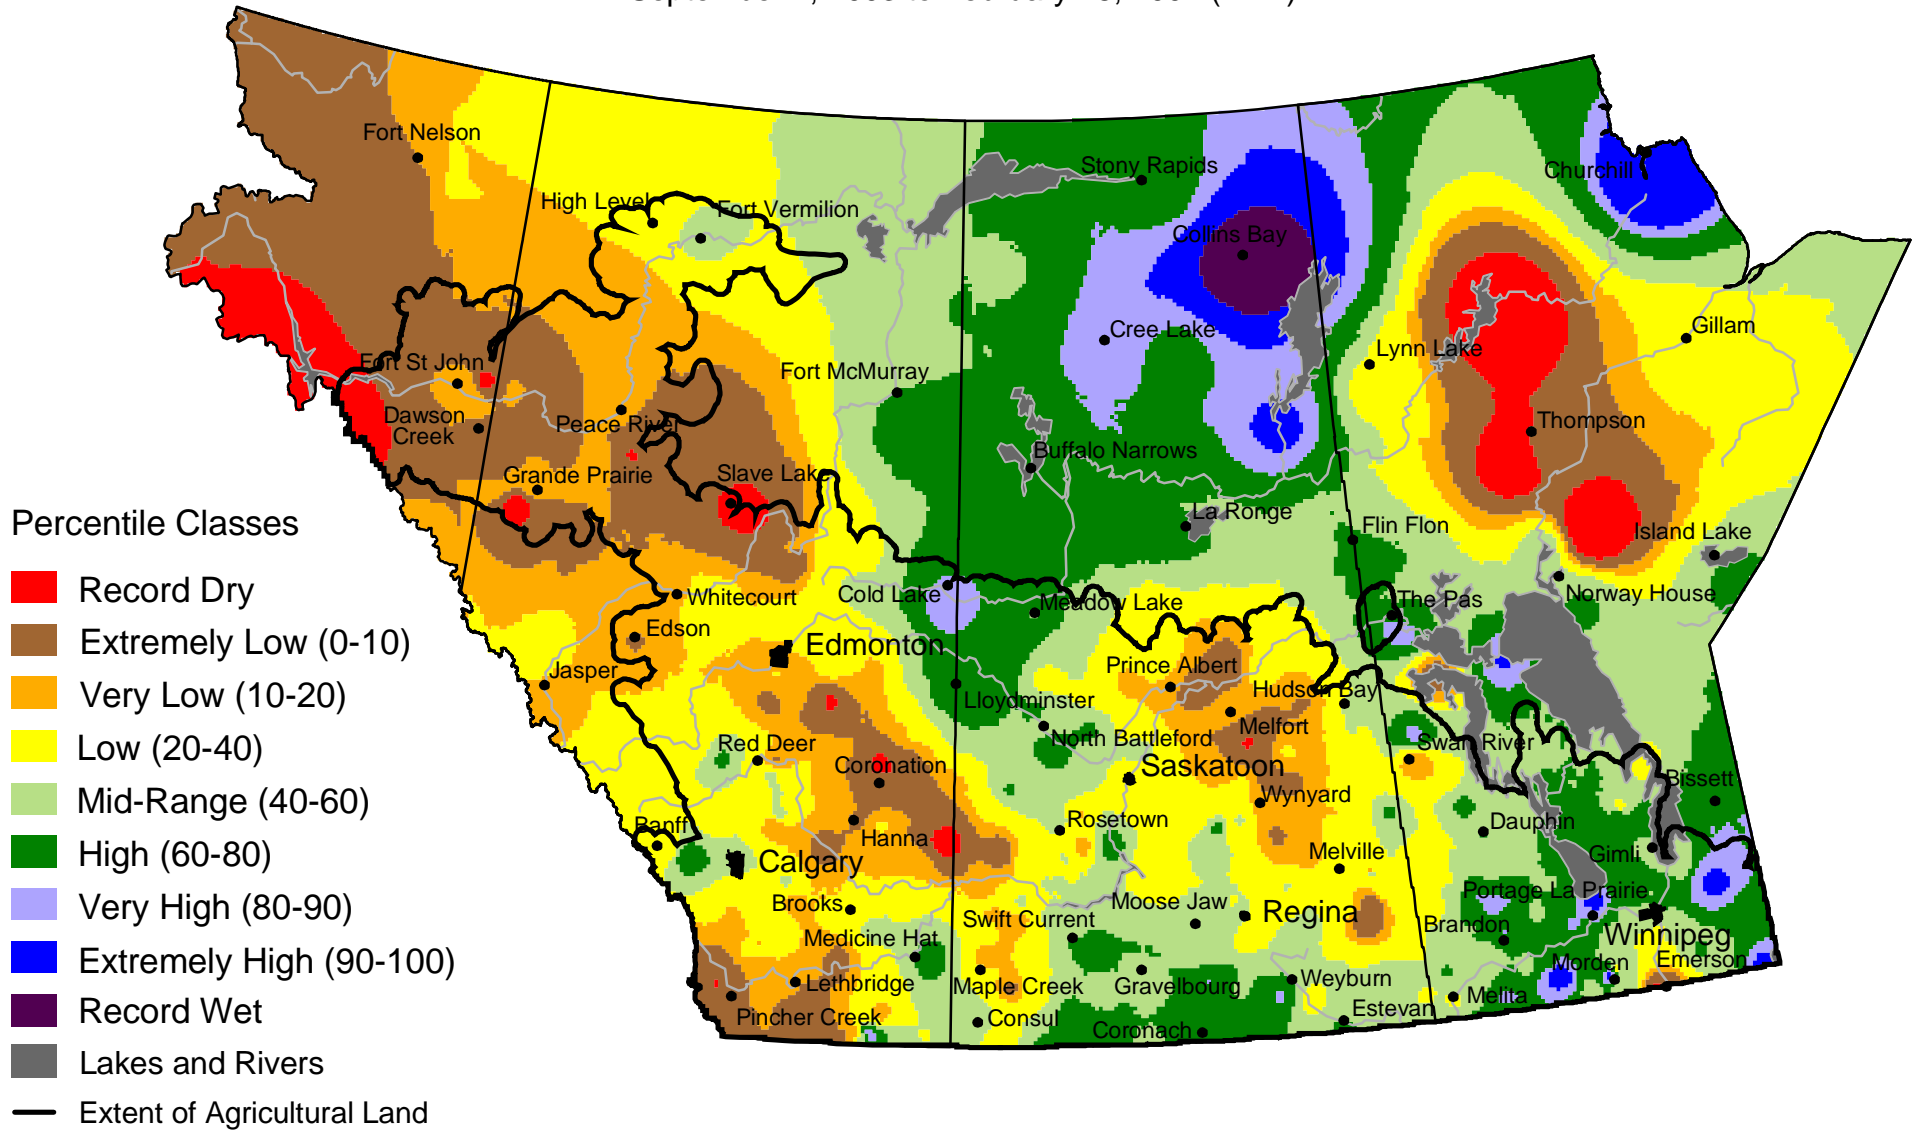 Fort Nelson
High Level
Fort Vermilion
Stony Rapids
Churchill
Collins Bay
Cree Lake
Gillam
Lynn Lake
Fort St John
Fort McMurray
Dawson
Creek
Peace River
Thompson
Buffalo Narrows
Grande Prairie
Slave Lake
La Ronge
Flin Flon
Island Lake
Whitecourt
Cold Lake
Meadow Lake
The Pas
Norway House
Edson
Edmonton
Jasper
Prince Albert
Hudson Bay
Lloydminster
Melfort
North Battleford
Swan River
Red Deer
Coronation
Saskatoon
Bissett
Wynyard
Banff
Hanna
Rosetown
Dauphin
Calgary
Melville
Gimli
Brooks
Swift Current
Moose Jaw
Regina
Portage La Prairie
Brandon
Winnipeg
Medicine Hat
Lethbridge
Maple Creek
Gravelbourg
Weyburn
Morden
Emerson
Pincher Creek
Consul
Coronach
Estevan
Melita
Percentile Classes
Record Dry
Extremely Low (0-10)
Very Low (10-20)
Low (20-40)
Mid-Range (40-60)
High (60-80)
Very High (80-90)
Extremely High (90-100)
Record Wet
Lakes and Rivers
Extent of Agricultural Land